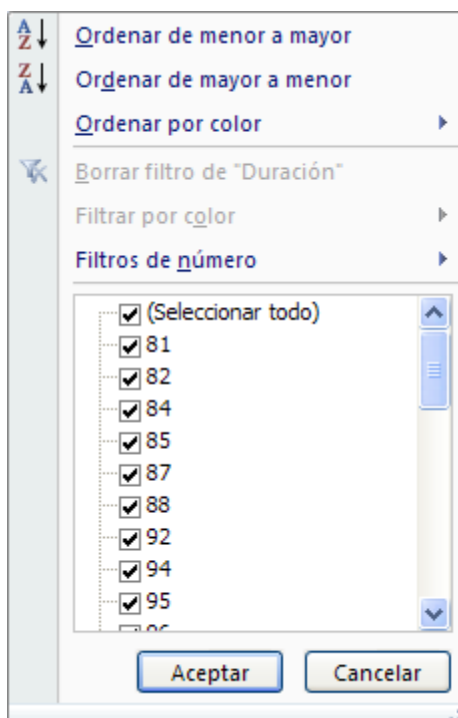 Ordenar de menor a mayor
Ordenar de mayor a menor
Ordenar por color
Borrar filtro de "Duración"
Filtrar por color
Filtros de número
(Seleccionar todo)
81
82
84
85
87
88
92
94
95
Aceptar
Cancelar